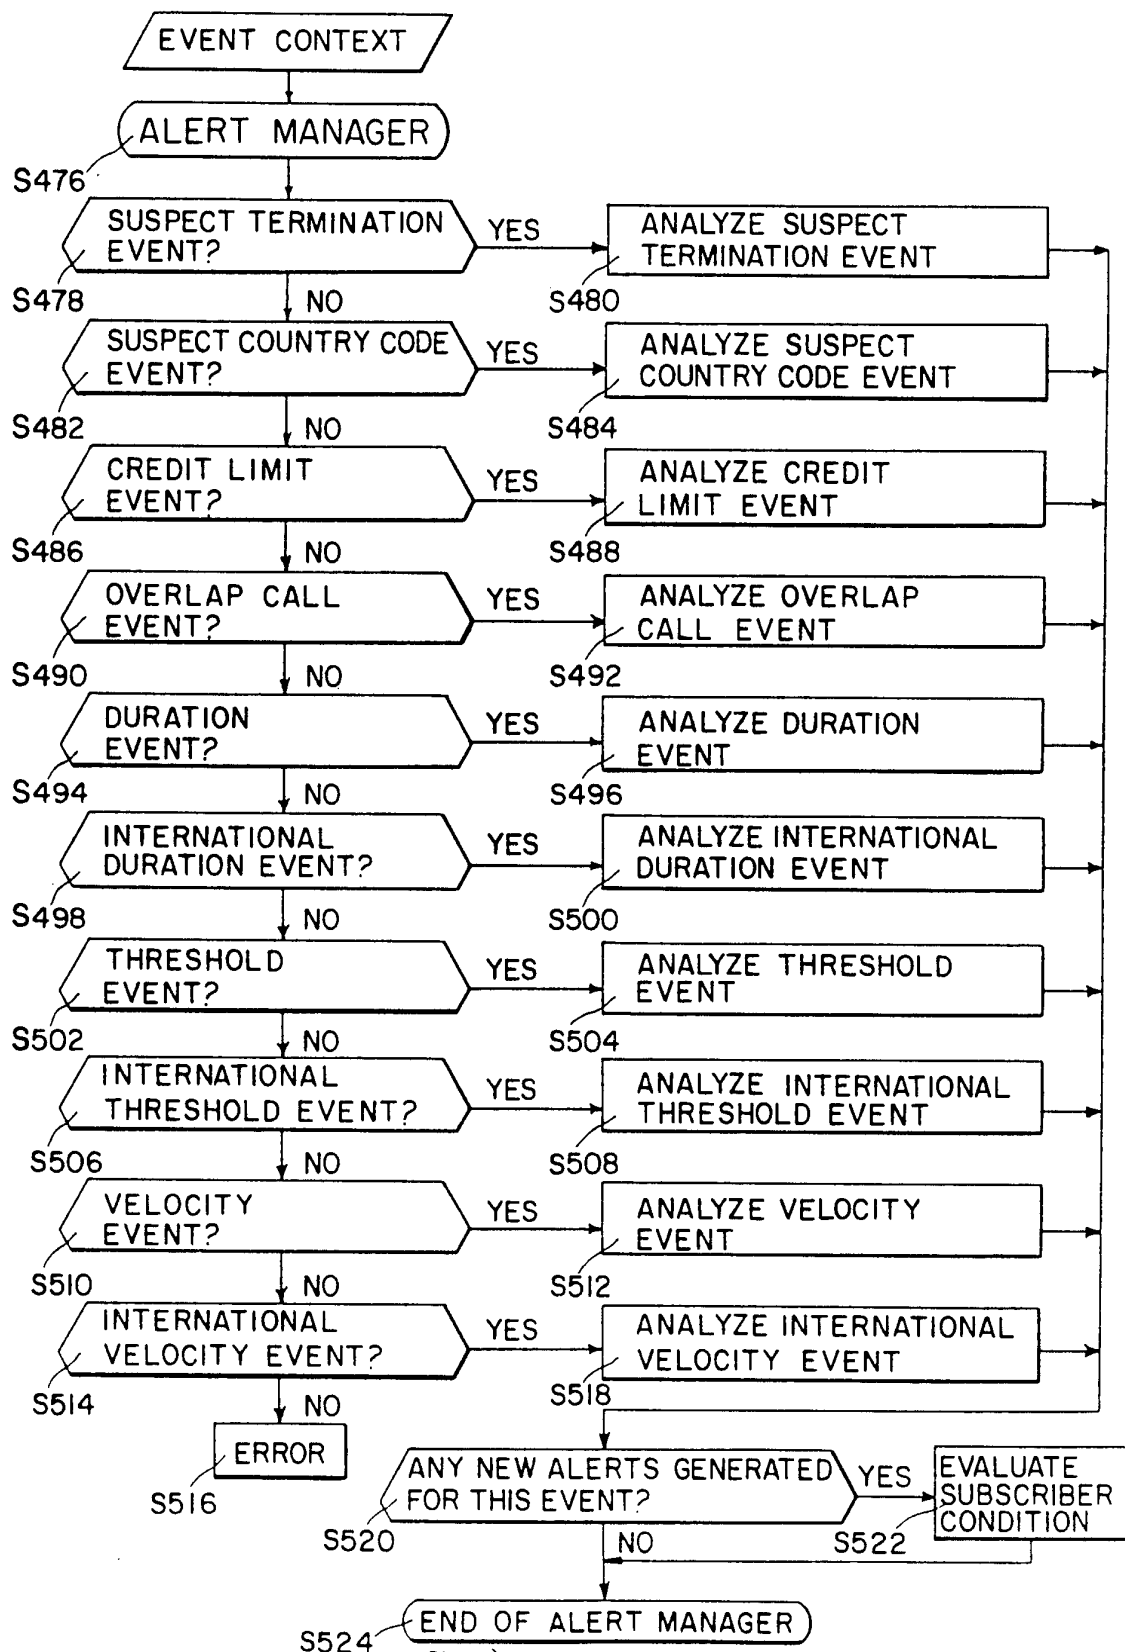 EVENT CONTEXT
ALERT MANAGER
S476
SUSPECT TERMINATION
EVENT?
S478
YES
ANALYZE SUSPECT
TERMINATION EVENT
S480
NO
SUSPECT COUNTRY CODE
EVENT?
S482
YES
ANALYZE SUSPECT
COUNTRY CODE EVENT
S484
NO
CREDIT LIMIT
EVENT?
S486
YES
ANALYZE CREDIT
LIMIT EVENT
S488
NO
OVERLAP CALL
EVENT?
S490
YES
ANALYZE OVERLAP
CALL EVENT
S492
NO
DURATION
EVENT?
S494
YES
ANALYZE DURATION
EVENT
S496
NO
INTERNATIONAL
DURATION EVENT?
S498
YES
ANALYZE INTERNATIONAL
DURATION EVENT
S500
NO
THRESHOLD
EVENT?
S502
YES
ANALYZE THRESHOLD
EVENT
S504
NO
INTERNATIONAL
THRESHOLD EVENT?
S506
YES
ANALYZE INTERNATIONAL
THRESHOLD EVENT
S508
NO
VELOCITY
EVENT?
S510
YES
ANALYZE VELOCITY
EVENT
S512
NO
INTERNATIONAL
VELOCITY EVENT?
S514
YES
ANALYZE INTERNATIONAL
VELOCITY EVENT
S518
NO
ERROR
S516
ANY NEW ALERTS GENERATED
FOR THIS EVENT?
S520
YES
EVALUATE
SUBSCRIBER
CONDITION
S522
NO
END OF ALERT MANAGER
S524